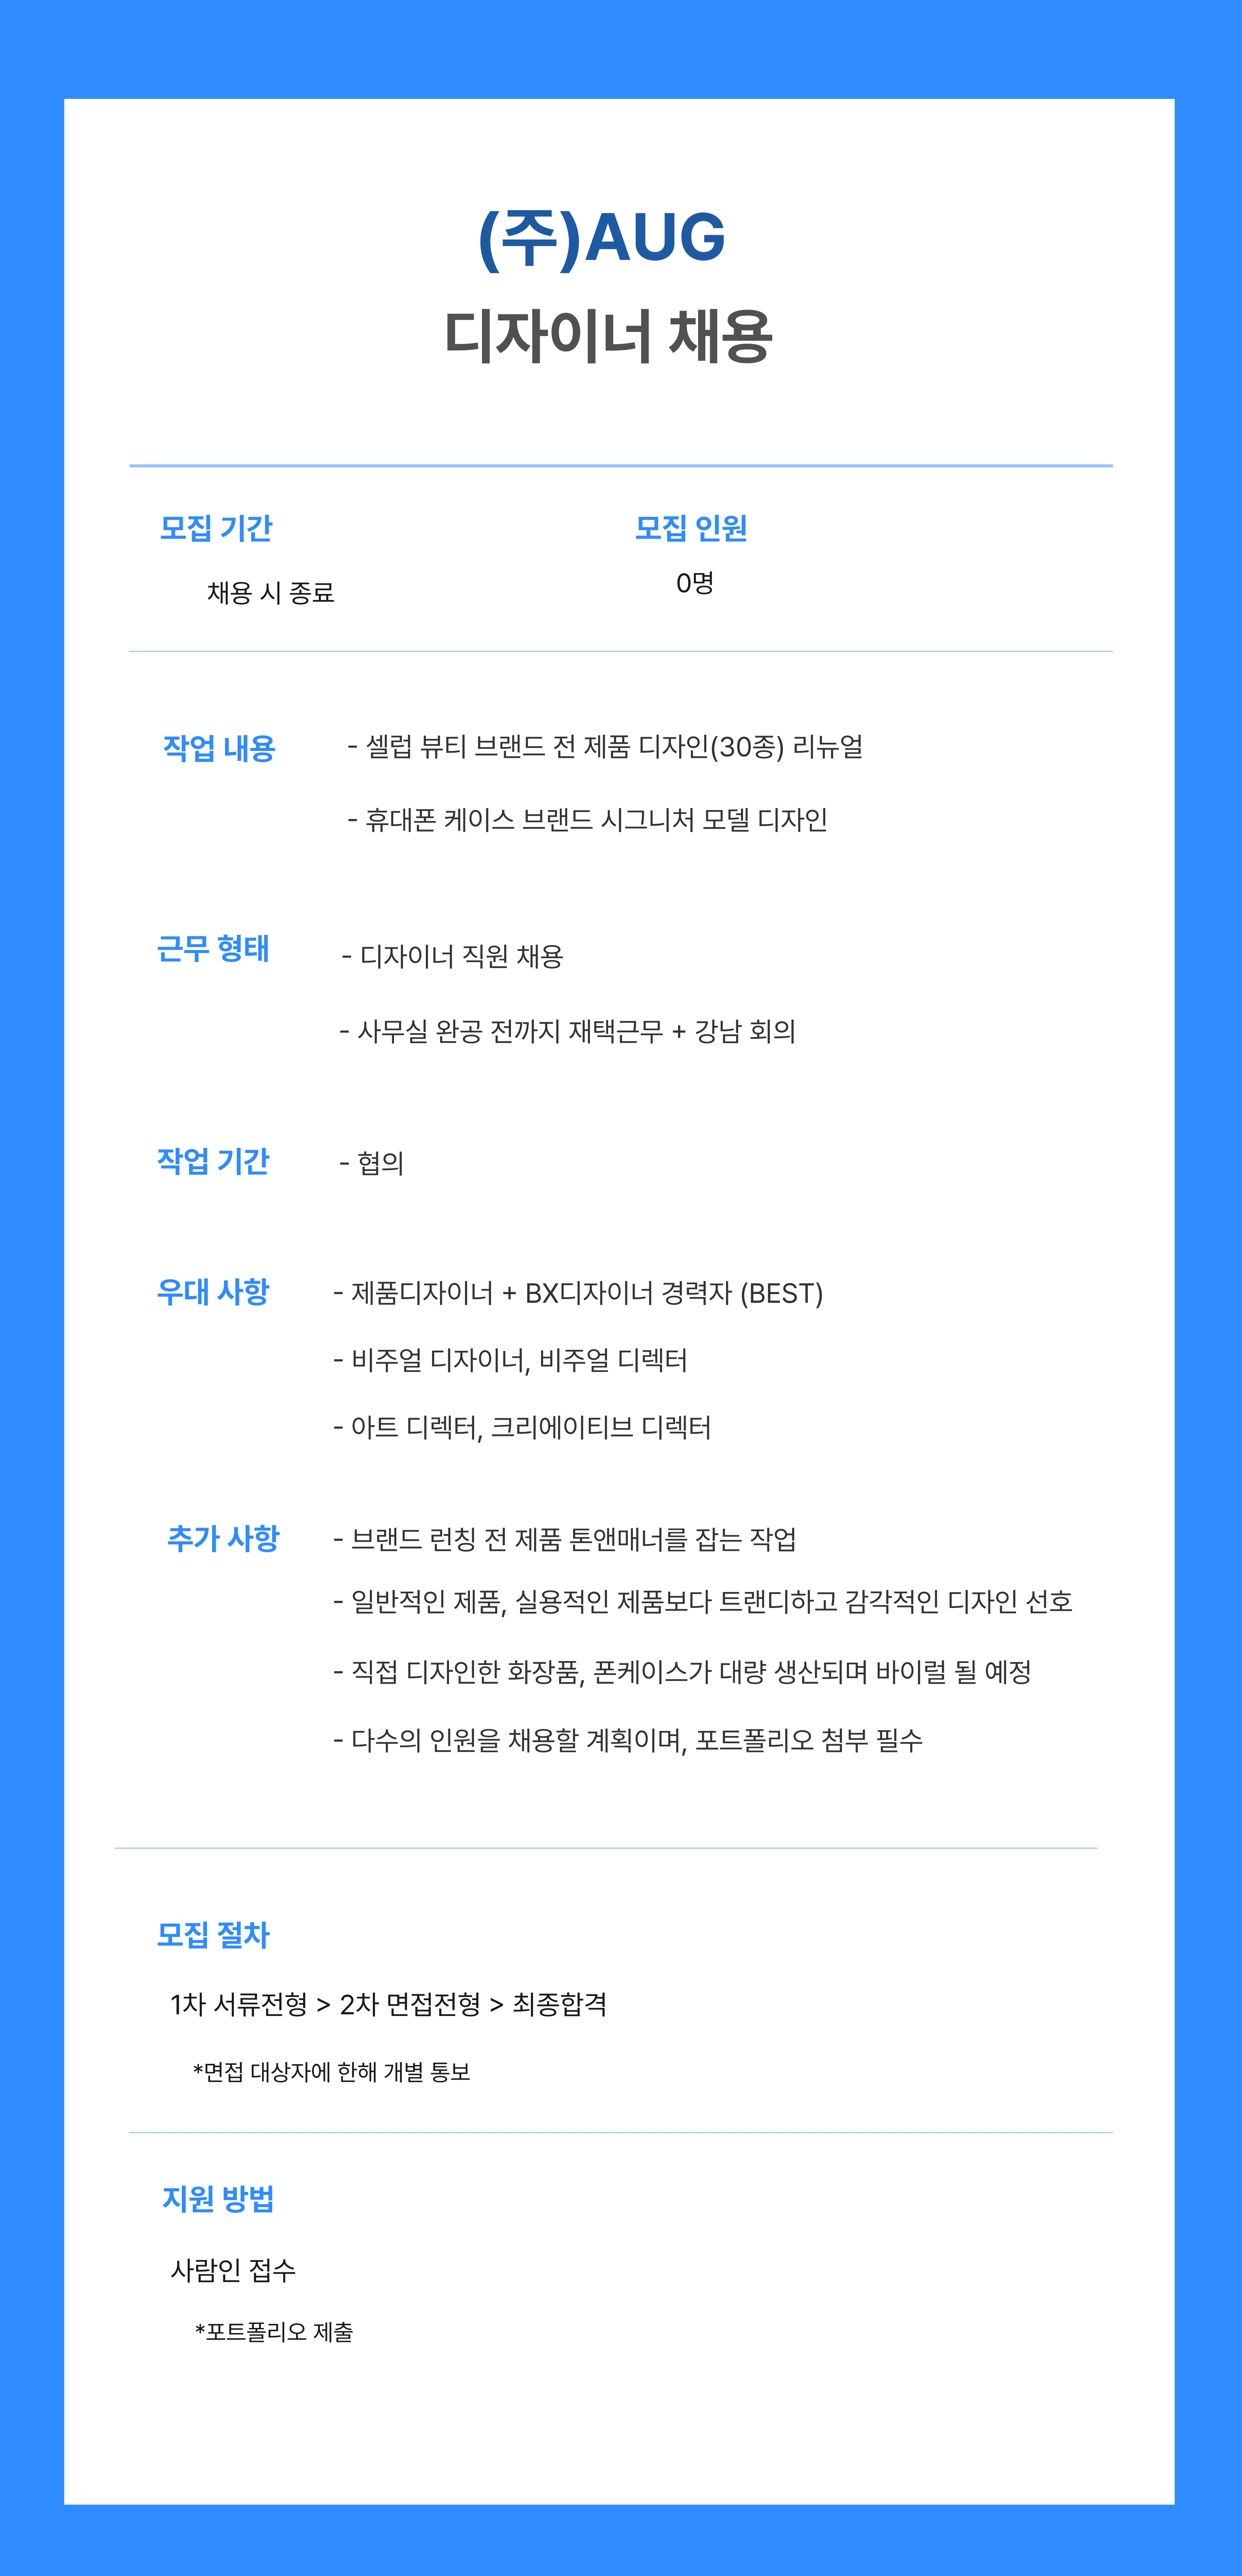 (주)AUG
디자이너 채용
모집 기간
채용 시 종료
모집 인원
0명
작업 내용
- 셀럽 뷰티 브랜드 전 제품 디자인(30종) 리뉴얼
- 휴대폰 케이스 브랜드 시그니처 모델 디자인
근무 형태
- 디자이너 직원 채용
- 사무실 완공 전까지 재택근무 + 강남 회의
작업 기간
- 협의
우대 사항
- 제품디자이너 + BX디자이너 경력자 (BEST)
- 비주얼 디자이너, 비주얼 디렉터
- 아트 디렉터, 크리에이티브 디렉터
추가 사항
- 브랜드 런칭 전 제품 톤앤매너를 잡는 작업
- 일반적인 제품, 실용적인 제품보다 트랜디하고 감각적인 디자인 선호
- 직접 디자인한 화장품, 폰케이스가 대량 생산되며 바이럴 될 예정
- 다수의 인원을 채용할 계획이며, 포트폴리오 첨부 필수
모집 절차
1차 서류전형 > 2차 면접전형 > 최종합격
*면접 대상자에 한해 개별 통보
지원 방법
사람인 접수
*포트폴리오 제출